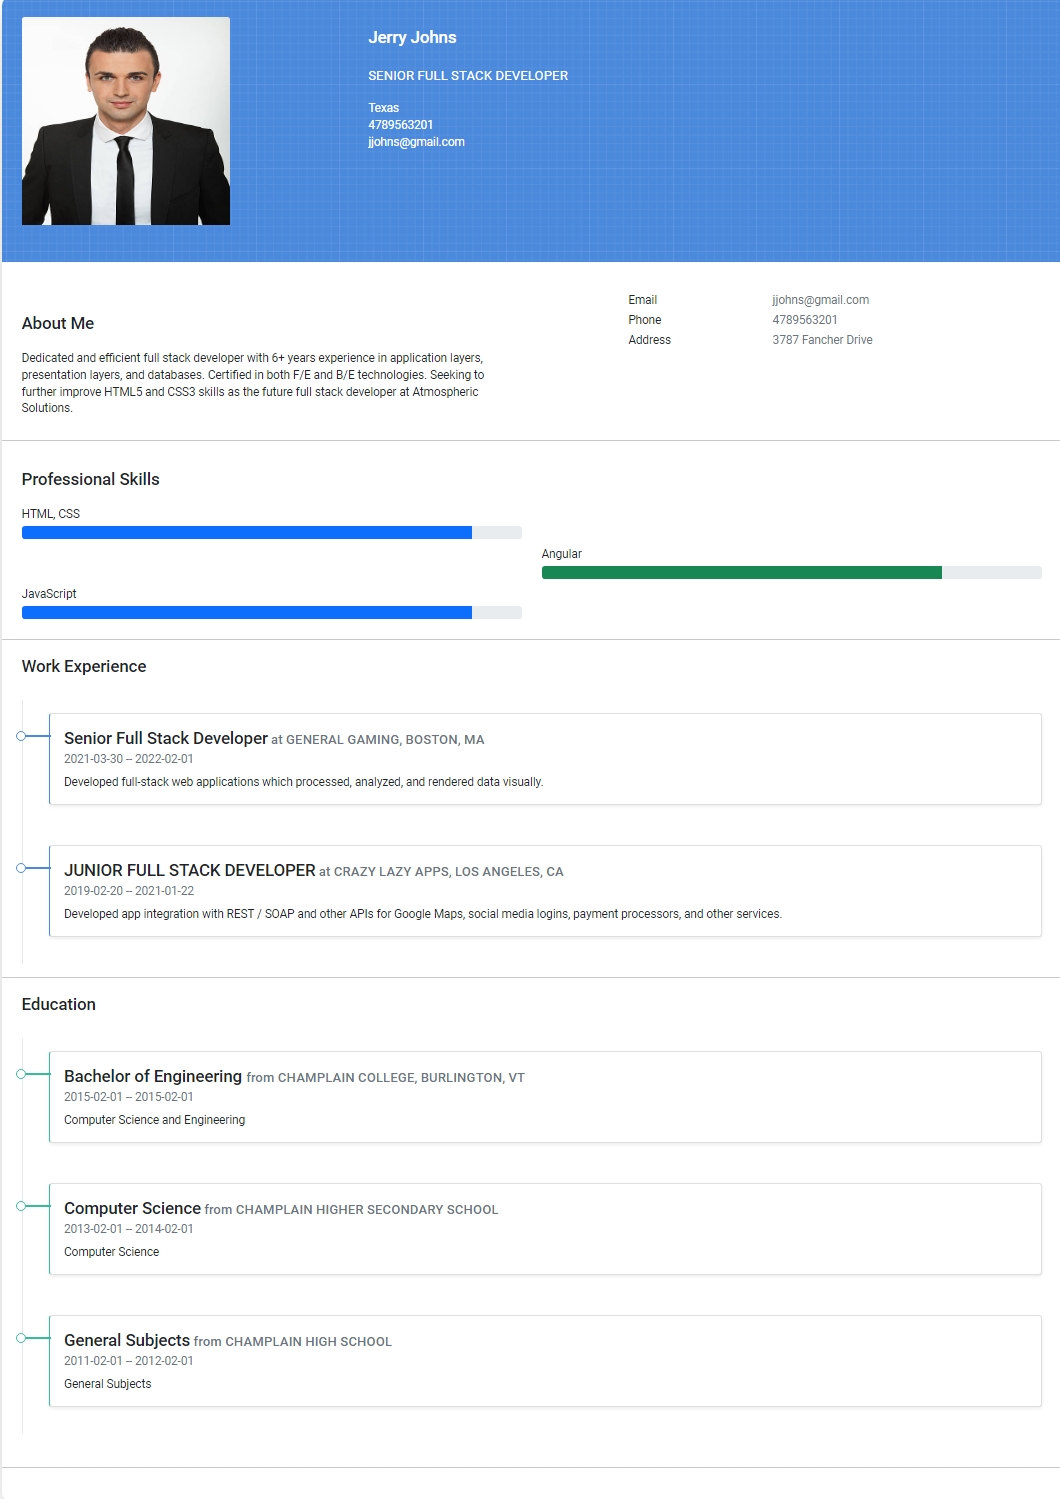 Jerry Johns
SENIOR FULL STACK DEVELOPER
Texas
4789563201
jjohns@gmail.com
About Me
Dedicated and efficient full stack developer with 6+ years experience in application layers,
presentation layers, and databases. Certified in both F/E and B/E technologies. Seeking to
further improve HTML5 and CSS3 skills as the future full stack developer at Atmospheric
Solutions.
Email jjohns@gmail.com
Phone 4789563201
Address 3787 Fancher Drive
Professional Skills
HTML, CSS
Angular
JavaScript
Work Experience
Senior Full Stack Developer at GENERAL GAMING, BOSTON, MA
2021-03-30 – 2022-02-01
Developed full-stack web applications which processed, analyzed, and rendered data visually.
JUNIOR FULL STACK DEVELOPER at CRAZY LAZY APPS, LOS ANGELES, CA
2019-02-20 – 2021-01-22
Developed app integration with REST / SOAP and other APIs for Google Maps, social media logins, payment processors, and other services.
Education
Bachelor of Engineering from CHAMPLAIN COLLEGE, BURLINGTON, VT
2015-02-01 – 2015-02-01
Computer Science and Engineering
Computer Science from CHAMPLAIN HIGHER SECONDARY SCHOOL
2013-02-01 – 2014-02-01
Computer Science
General Subjects from CHAMPLAIN HIGH SCHOOL
2011-02-01 – 2012-02-01
General Subjects